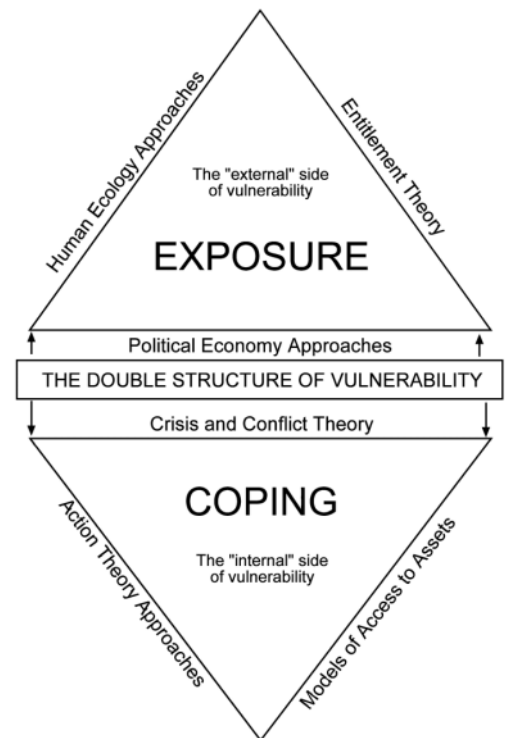 Human Ecology Approaches
Entitlement Theory
The "external" side
of vulnerability
EXPOSURE
Political Economy Approaches
THE DOUBLE STRUCTURE OF VULNERABILITY
Crisis and Conflict Theory
COPING
The "internal" side
of vulnerability
Action Theory Approaches
Models of Access to Assets